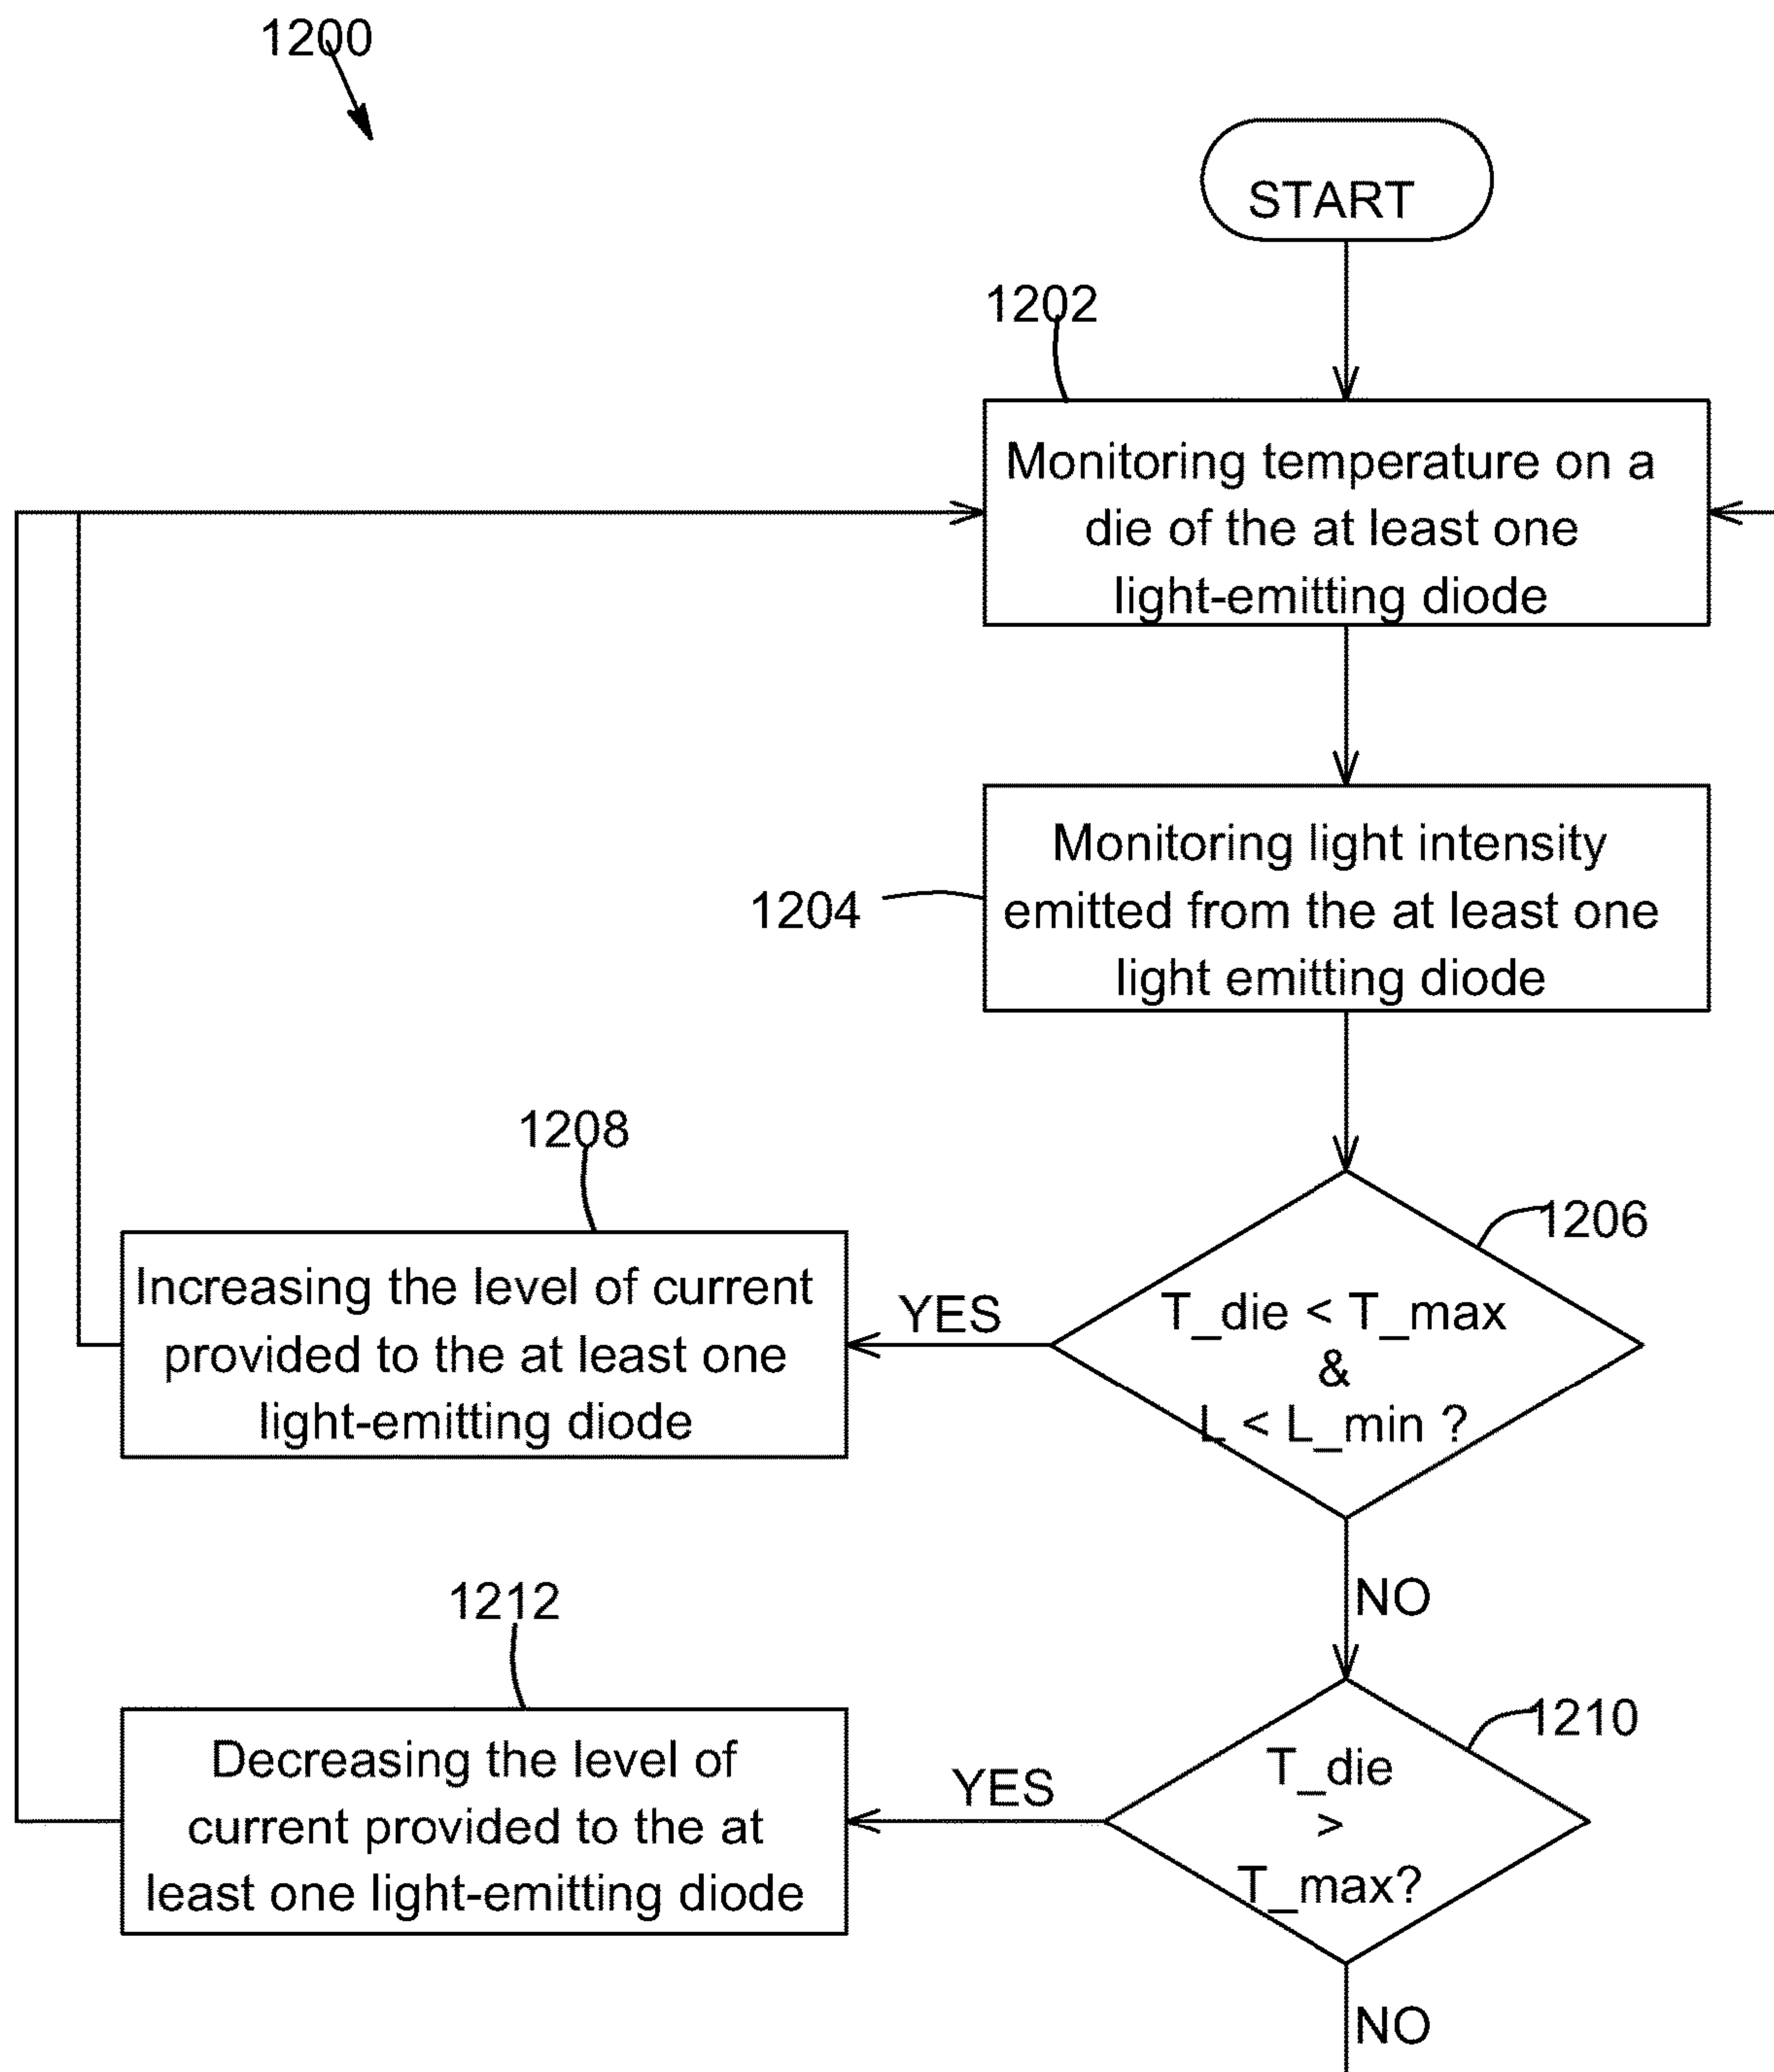 1200
START
1202
Monitoring temperature on a
die of the at least one
light-emitting diode
Monitoring light intensity
1204
emitted from the at least one
light emitting diode
1208
1206
Increasing the level of current
provided to the at least one
light-emitting diode
YES
T_die < T_max
&
L < L_min ?
NO
1212
1210
Decreasing the level of
current provided to the at
least one light-emitting diode
YES
T_die
>
T_max?
NO